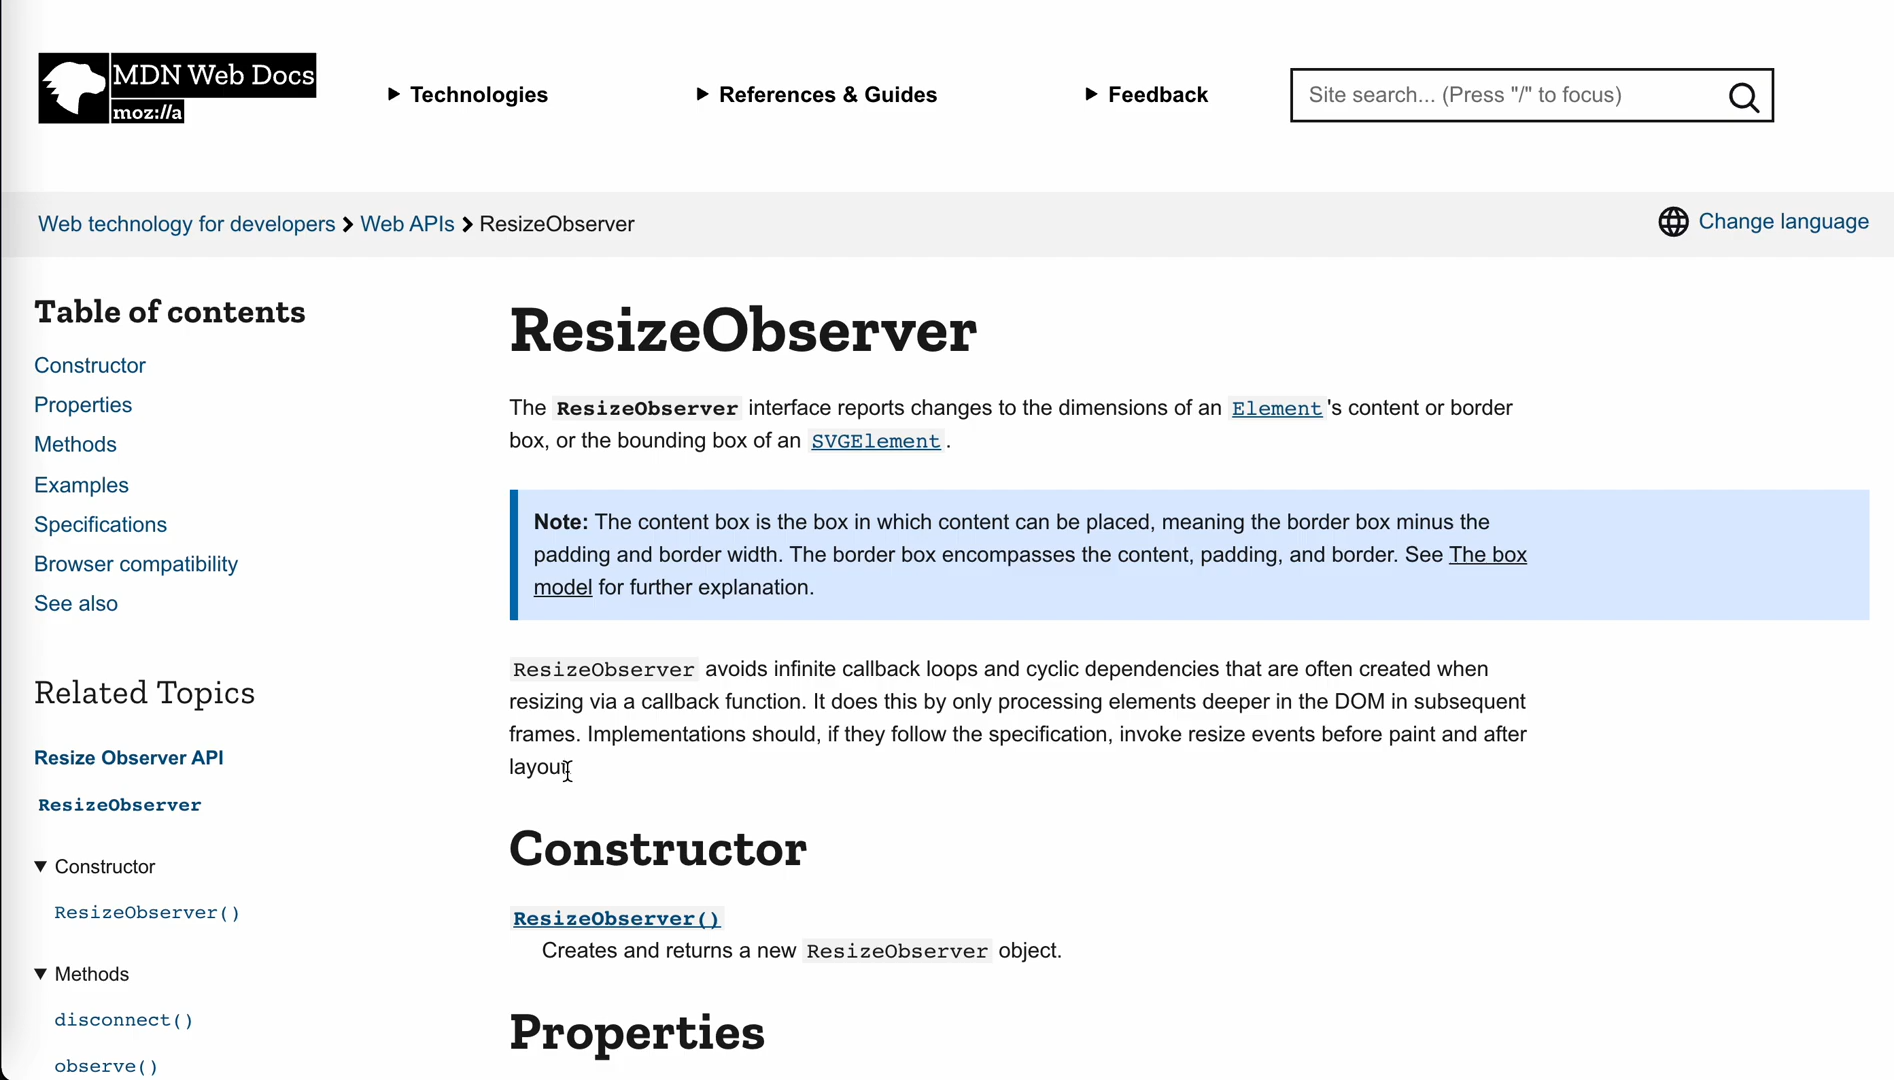 MDN Web Docs
moz://a
Technologies
References & Guides
Feedback
Site search... (Press "/" to focus)
Web technology for developers
Web APIs
ResizeObserver
Change language
Table of contents
Constructor
Properties
Methods
Examples
Specifications
Browser compatibility
See also
Related Topics
Resize Observer API
ResizeObserver
Constructor
ResizeObserver()
Methods
disconnect()
observe()
ResizeObserver
The ResizeObserver interface reports changes to the dimensions of an Element's content or border
box, or the bounding box of an SVGElement.
Note: The content box is the box in which content can be placed, meaning the border box minus the
padding and border width. The border box encompasses the content, padding, and border. See The box
model for further explanation.
ResizeObserver avoids infinite callback loops and cyclic dependencies that are often created when
resizing via a callback function. It does this by only processing elements deeper in the DOM in subsequent
frames. Implementations should, if they follow the specification, invoke resize events before paint and after
layout.
Constructor
ResizeObserver()
Creates and returns a new ResizeObserver object.
Properties